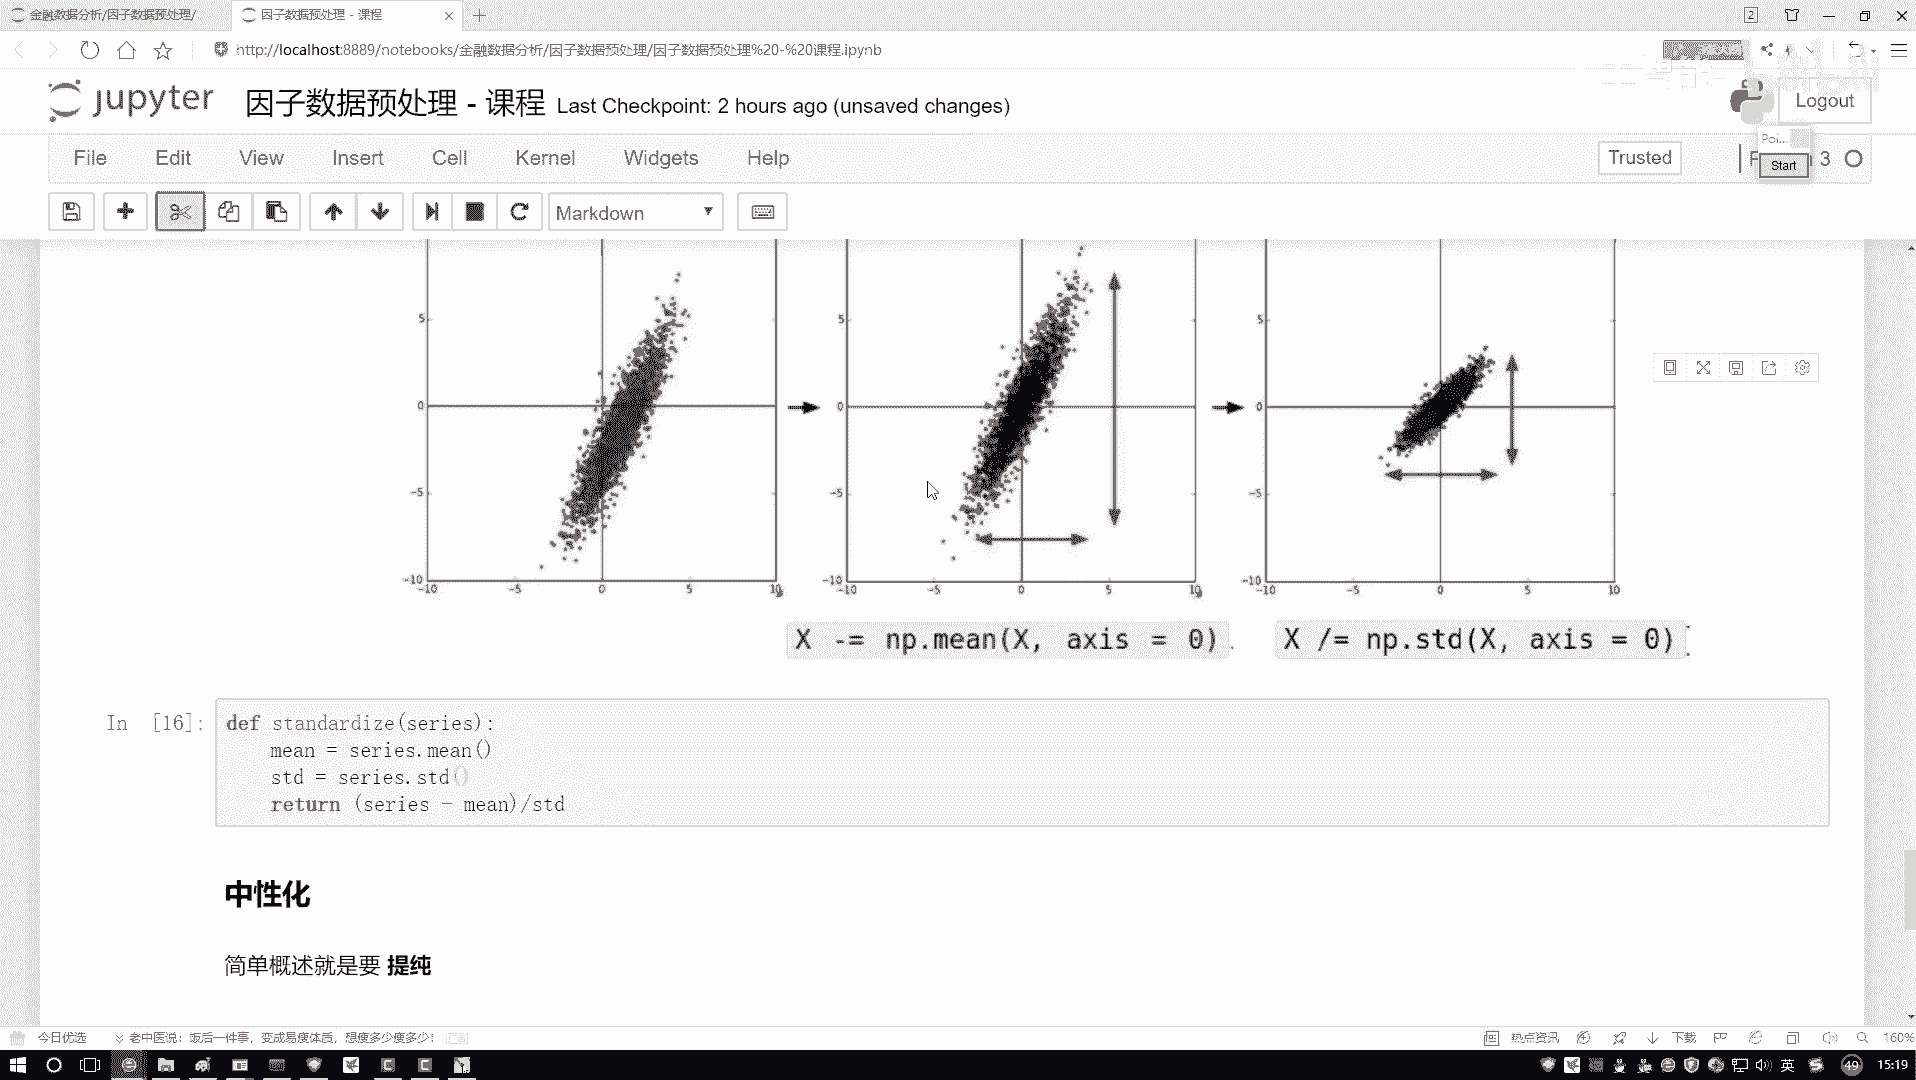 金融数据分析/因子数据预处理/
因子数据预处理 - 课程
2
http://localhost:8889/notebooks/金融数据分析/因子数据预处理/因子数据预处理%20-%20课程.ipynb
jupyter 因子数据预处理 - 课程 Last Checkpoint: 2 hours ago (unsaved changes)
Logout
File Edit View Insert Cell Kernel Widgets Help
Trusted
3
Poi...
Start
Markdown
5 5 5
0 0 0
-5 -5 -5
-10 -10 -10
-10 -5 0 5 10 -10 -5 0 5 10 -10 -5 0 5 10
X -= np.mean(X, axis = 0)
X /= np.std(X, axis = 0)
In [16]:
def standardize(series):
mean = series.mean()
std = series.std()
return (series - mean)/std
中性化
简单概述就是要 提纯
今日优选 老中医说：饭后一件事，变成易瘦体质，想瘦多少瘦多少！
热点资讯 下载 160%
英 49 15:19